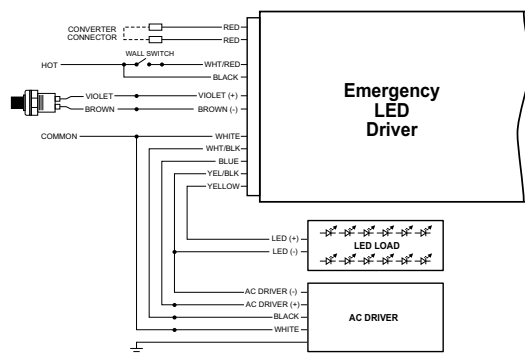 CONVERTER
CONNECTOR
RED
RED
WALL SWITCH
HOT
WHT/RED
BLACK
VIOLET
VIOLET (+)
BROWN
BROWN (-)
COMMON
WHITE
WHT/BLK
BLUE
YEL/BLK
YELLOW
Emergency
LED
Driver
LED (+)
LED (-)
LED LOAD
AC DRIVER (-)
AC DRIVER (+)
BLACK
WHITE
AC DRIVER